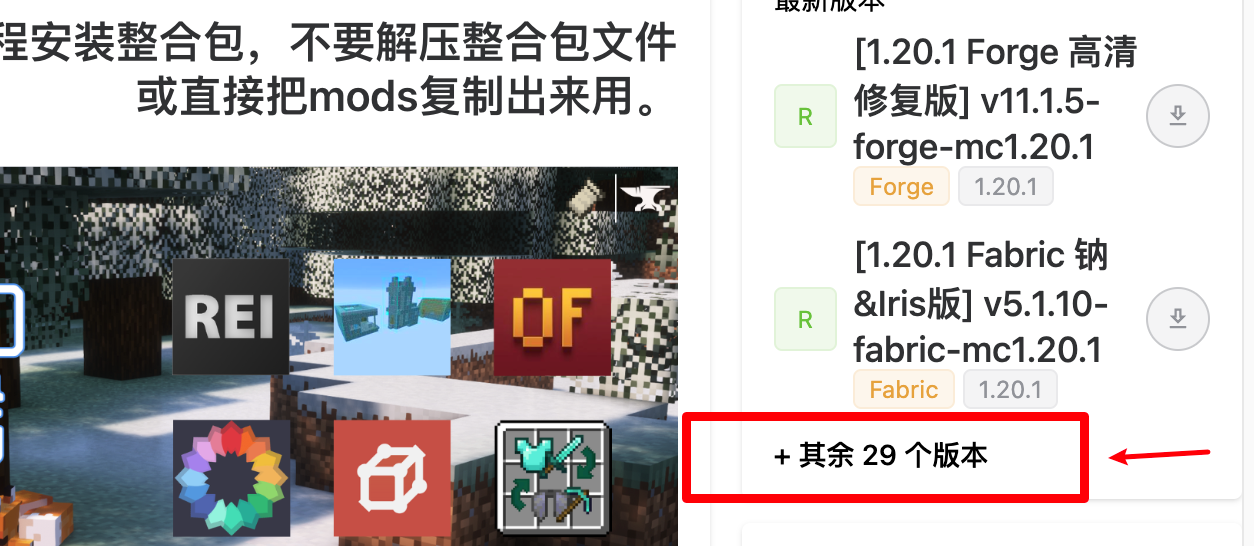 程安装整合包，不要解压整合包文件
或直接把mods复制出来用。
REI
OF
最新版本
R
[1.20.1 Forge 高清
修复版] v11.1.5-
forge-mc1.20.1
Forge
1.20.1
R
[1.20.1 Fabric 钠
&Iris版] v5.1.10-
fabric-mc1.20.1
Fabric
1.20.1
+ 其余 29 个版本